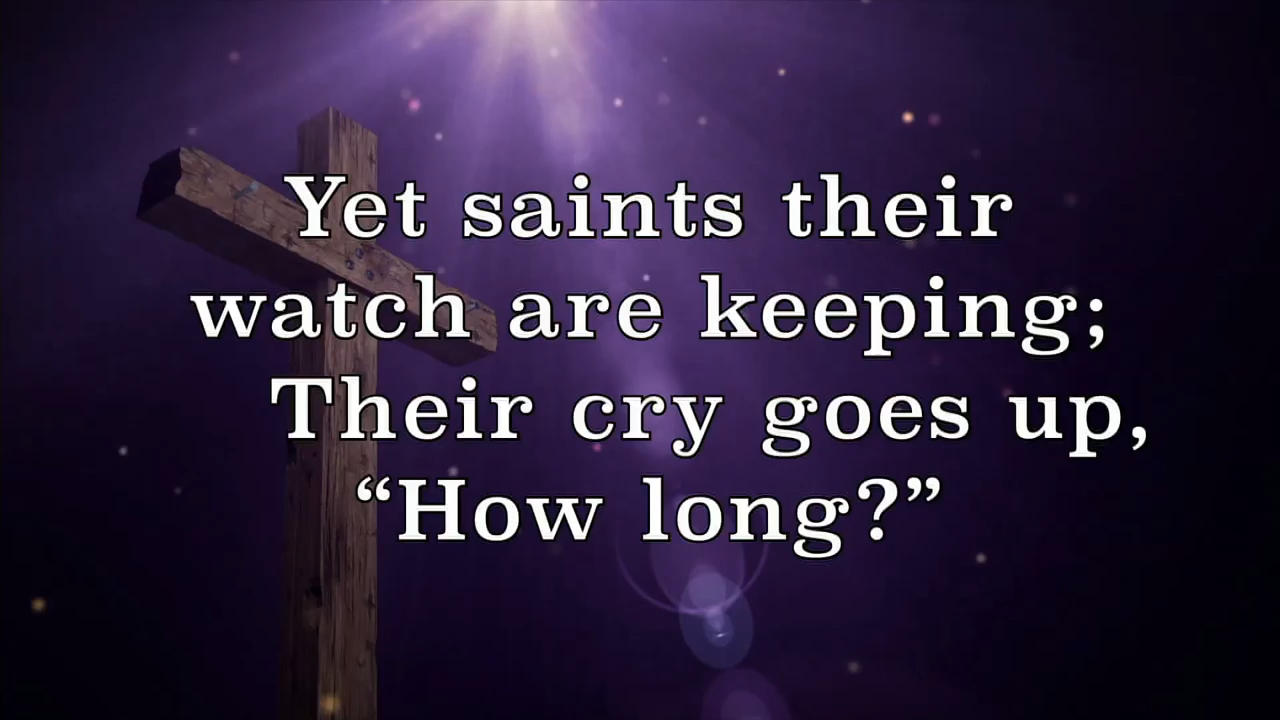 Yet saints their
watch are keeping;
Their cry goes up,
“How long?”